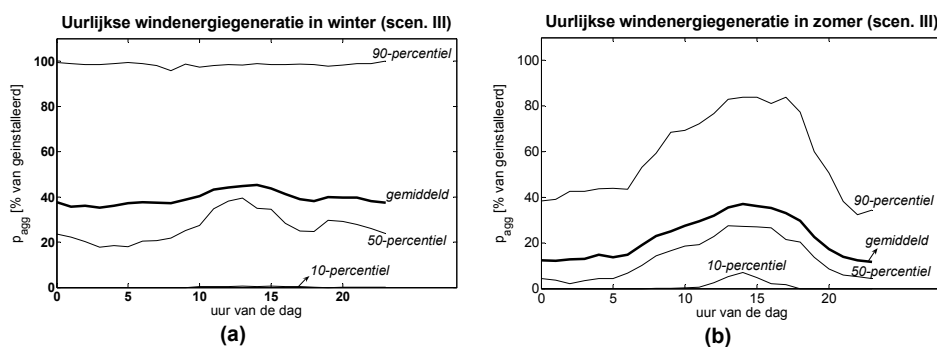 Uurlijkse windenergiegeneratie in winter (scen. III)
100
80
60
40
20
0
p_agg [% van geinstalleerd]
90-percentiel
gemiddeld
50-percentiel
10-percentiel
0 5 10 15 20
uur van de dag
(a)
Uurlijkse windenergiegeneratie in zomer (scen. III)
100
80
60
40
20
0
p_agg [% van geinstalleerd]
90-percentiel
gemiddeld
10-percentiel
50-percentiel
0 5 10 15 20
uur van de dag
(b)